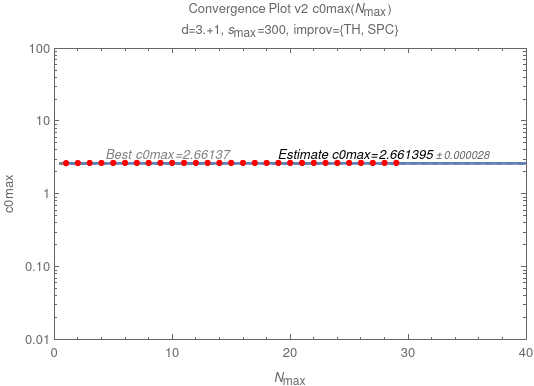 Convergence Plot v2 c0max(Nmax)
d=3.+1, smax=300, improv={TH, SPC}
100
10
1
0.10
0.01
c0max
Best c0max=2.66137
Estimate c0max=2.661395 ±0.000028
0 10 20 30 40
Nmax